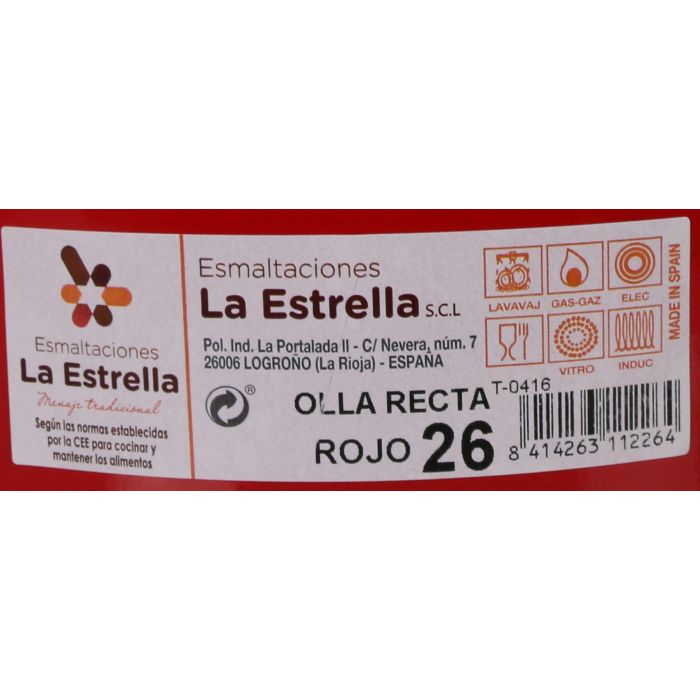 Esmaltaciones
La Estrella
Menaje tradicional
Según las normas establecidas
por la CEE para cocinar y
mantener los alimentos
Esmaltaciones
La Estrella S.C.L
Pol. Ind. La Portalada II - C/ Nevera, núm. 7
26006 LOGROÑO (La Rioja) - ESPAÑA
®
OLLA RECTA
ROJO 26
LAVAVAJ GAS-GAZ ELEC
VITRO INDUC
MADE IN SPAIN
T-0416
8 414263 112264